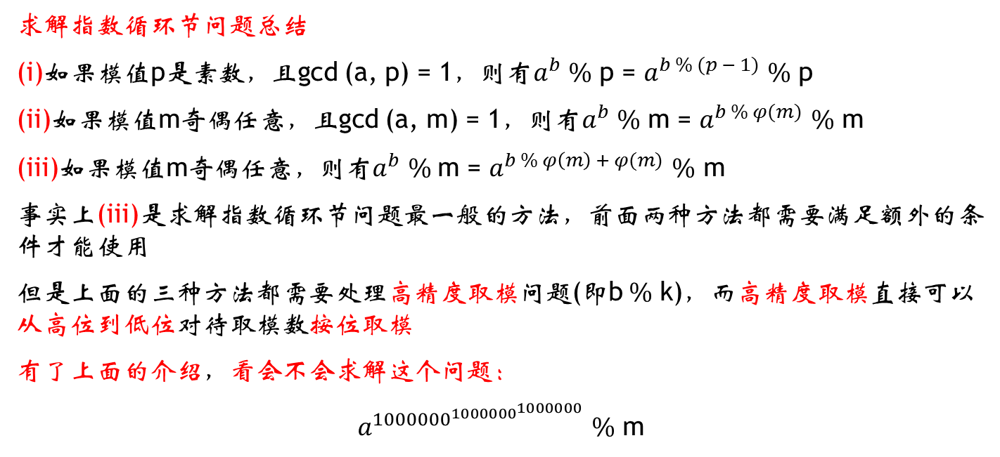 求解指数循环节问题总结
(i)如果模值p是素数，且gcd (a, p) = 1，则有a^{b} % p = a^{b % (p − 1)} % p
(ii)如果模值m奇偶任意，且gcd (a, m) = 1，则有a^{b} % m = a^{b % φ(m)} % m
(iii)如果模值m奇偶任意，则有a^{b} % m = a^{b % φ(m) + φ(m)} % m
事实上(iii)是求解指数循环节问题最一般的方法，前面两种方法都需要满足额外的条
件才能使用
但是上面的三种方法都需要处理高精度取模问题(即b % k)，而高精度取模直接可以
从高位到低位对待取模数按位取模
有了上面的介绍，看会不会求解这个问题：
a^{1000000^{1000000^{1000000}}} % m